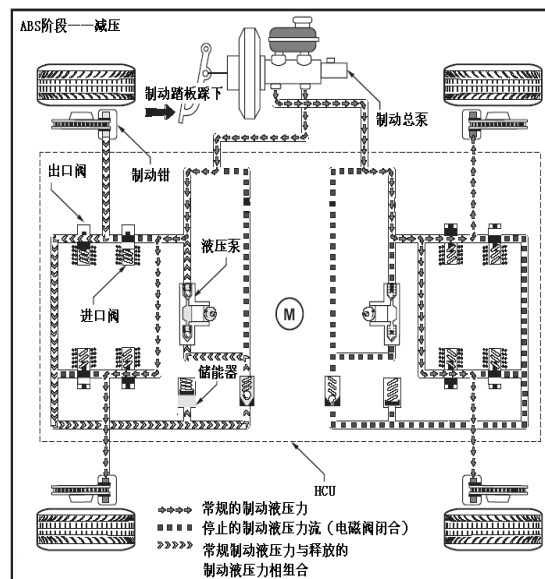 ABS阶段——减压
制动踏板踩下
制动总泵
出口阀
制动钳
液压泵
进口阀
M
储能器
HCU
常规的制动液压力
停止的制动液压力流（电磁阀闭合）
常规制动液压力与释放的
制动液压力相组合